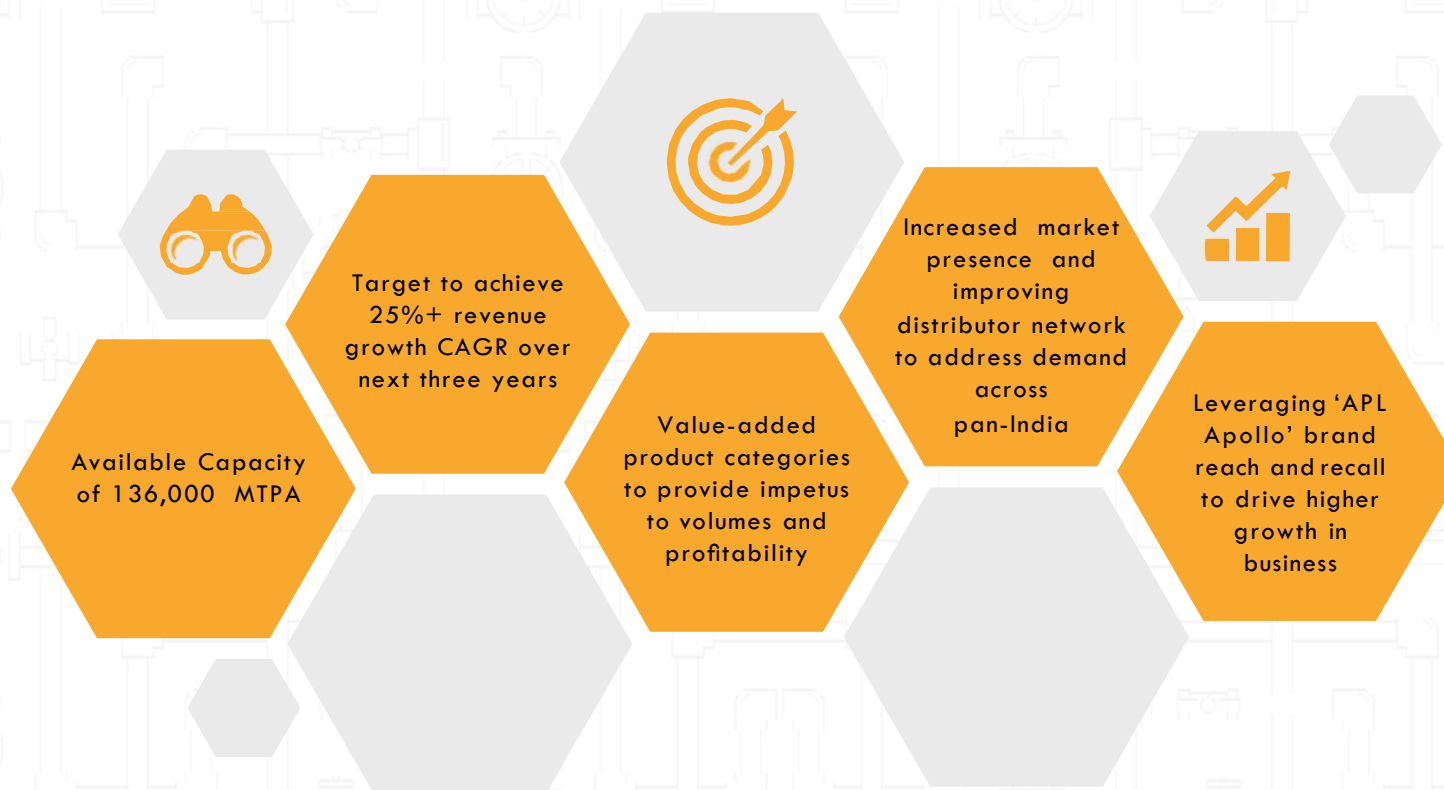 Available Capacity
of 136,000 MTPA
Target to achieve
25%+ revenue
growth CAGR over
next three years
Value-added
product categories
to provide impetus
to volumes and
profitability
Increased market
presence and
improving
distributor network
to address demand
across
pan-India
Leveraging ‘APL
Apollo’ brand
reach and recall
to drive higher
growth in
business